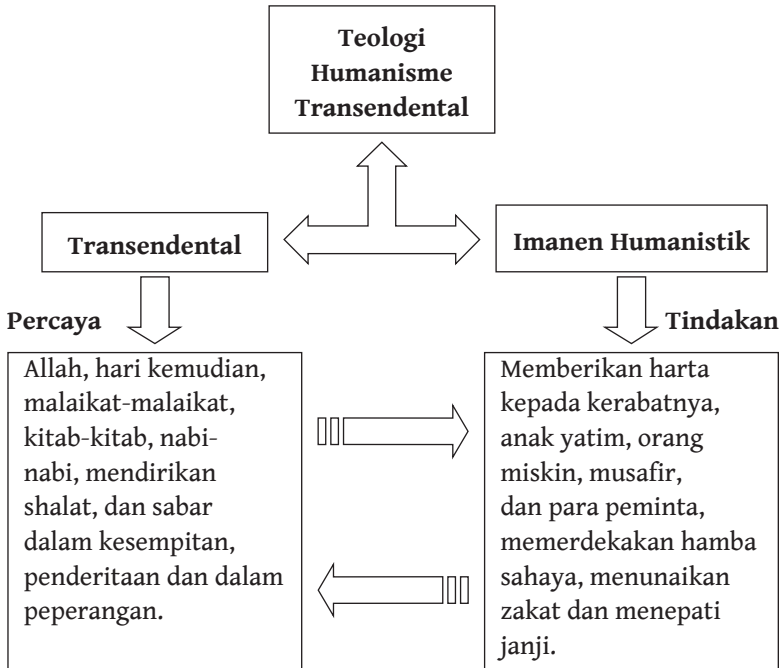 Teologi
Humanisme
Transendental
Transendental
Imanen Humanistik
Percaya
Tindakan
Allah, hari kemudian,
malaikat-malaikat,
kitab-kitab, nabi-
nabi, mendirikan
shalat, dan sabar
dalam kesempitan,
penderitaan dan dalam
peperangan.
Memberikan harta
kepada kerabatnya,
anak yatim, orang
miskin, musafir,
dan para peminta,
memerdekakan hamba
sahaya, menunaikan
zakat dan menepati
janji.